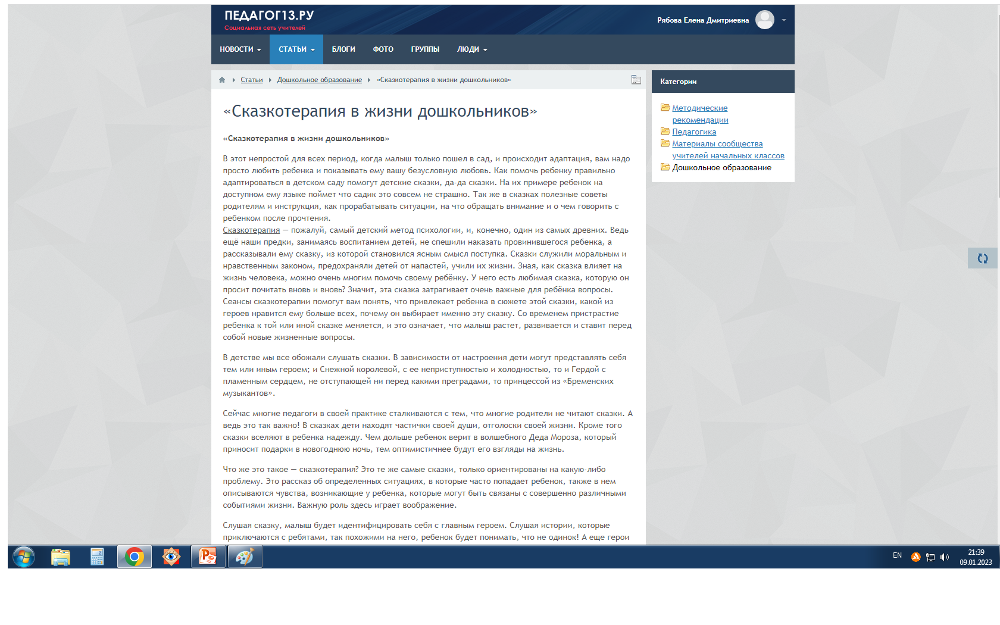 ПЕДАГОГ13.РУ
Социальная сеть учителей
Рябова Елена Дмитриевна
НОВОСТИ СТАТЬИ БЛОГИ ФОТО ГРУППЫ ЛЮДИ
Статьи Дошкольное образование «Сказкотерапия в жизни дошкольников»
«Сказкотерапия в жизни дошкольников»
«Сказкотерапия в жизни дошкольников»
В этот непростой для всех период, когда малыш только пошел в сад, и происходит адаптация, вам надо
просто любить ребенка и показывать ему вашу безусловную любовь. Как помочь ребенку правильно
адаптироваться в детском саду помогут детские сказки, да-да сказки. На их примере ребенок на
доступном ему языке поймет что садик это совсем не страшно. Так же в сказках полезные советы
родителям и инструкция, как прорабатывать ситуации, на что обращать внимание и о чем говорить с
ребенком после прочтения.
Сказкотерапия — пожалуй, самый детский метод психологии, и, конечно, один из самых древних. Ведь
ещё наши предки, занимаясь воспитанием детей, не спешили наказать провинившегося ребенка, а
рассказывали ему сказку, из которой становился ясным смысл поступка. Сказки служили моральным и
нравственным законом, предохраняли детей от напастей, учили их жизни. Зная, как сказка влияет на
жизнь человека, можно очень многим помочь своему ребёнку. У него есть любимая сказка, которую он
просит почитать вновь и вновь? Значит, эта сказка затрагивает очень важные для ребёнка вопросы.
Сеансы сказкотерапии помогут вам понять, что привлекает ребенка в сюжете этой сказки, какой из
героев нравится ему больше всех, почему он выбирает именно эту сказку. Со временем пристрастие
ребенка к той или иной сказке меняется, и это означает, что малыш растет, развивается и ставит перед
собой новые жизненные вопросы.
В детстве мы все обожали слушать сказки. В зависимости от настроения дети могут представлять себя
тем или иным героем; и Снежной королевой, с ее неприступностью и холодностью, то и Гердой с
пламенным сердцем, не отступающей ни перед какими преградами, то принцессой из «Бременских
музыкантов».
Сейчас многие педагоги в своей практике сталкиваются с тем, что многие родители не читают сказки. А
ведь это так важно! В сказках дети находят частички своей души, отголоски своей жизни. Кроме того
сказки вселяют в ребенка надежду. Чем дольше ребенок верит в волшебного Деда Мороза, который
приносит подарки в новогоднюю ночь, тем оптимистичнее будут его взгляды на жизнь.
Что же это такое — сказкотерапия? Это те же самые сказки, только ориентированы на какую-либо
проблему. Это рассказ об определенных ситуациях, в которые часто попадает ребенок, также в нем
описываются чувства, возникающие у ребенка, которые могут быть связаны с совершенно различными
событиями жизни. Важную роль здесь играет воображение.
Слушая сказку, малыш будет идентифицировать себя с главным героем. Слушая истории, которые
приключаются с ребятами, так похожими на него, ребенок будет понимать, что не одинок! А еще герои
Категории
Методические
рекомендации
Педагогика
Материалы сообщества
учителей начальных классов
Дошкольное образование
EN
21:39
09.01.2023